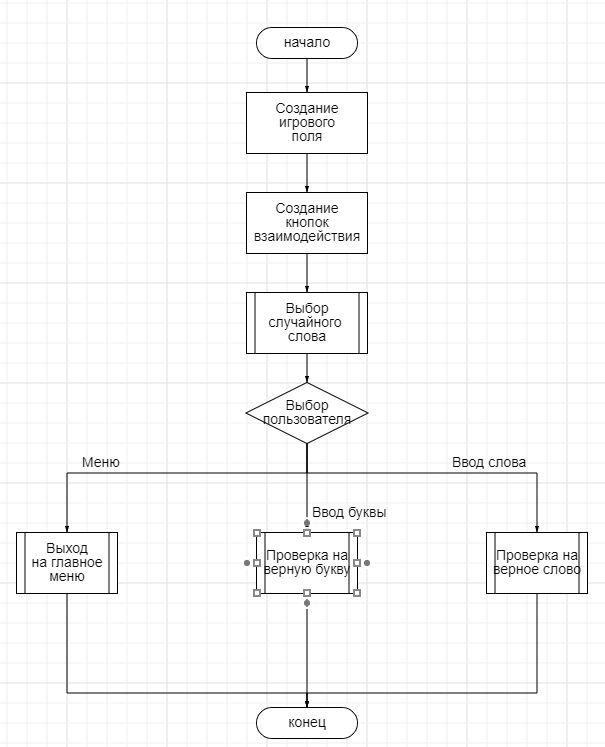 начало
Создание
игрового
поля
Создание
кнопок
взаимодействия
Выбор
случайного
слова
Выбор
пользователя
Меню
Ввод слова
Ввод буквы
Выход
на главное
меню
Проверка на
верную букву
Проверка на
верное слово
конец